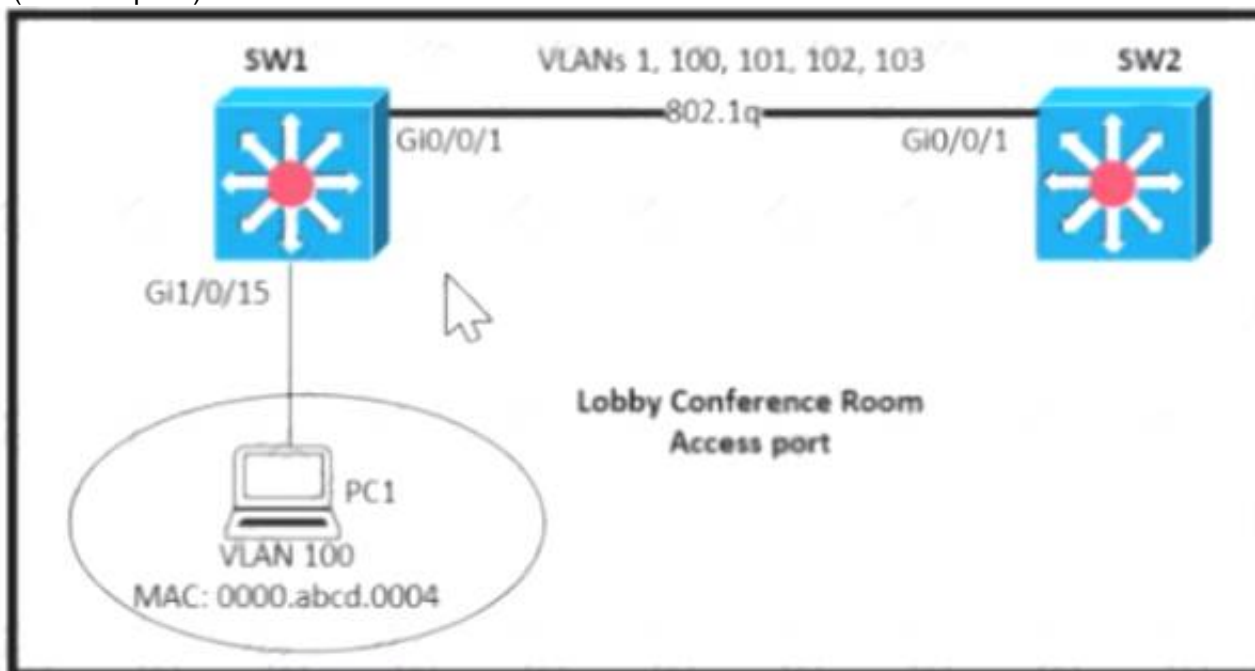 SW1
VLANs 1, 100, 101, 102, 103
SW2
802.1q
Gi0/0/1
Gi0/0/1
Gi1/0/15
Lobby Conference Room
Access port
PC1
VLAN 100
MAC: 0000.abcd.0004